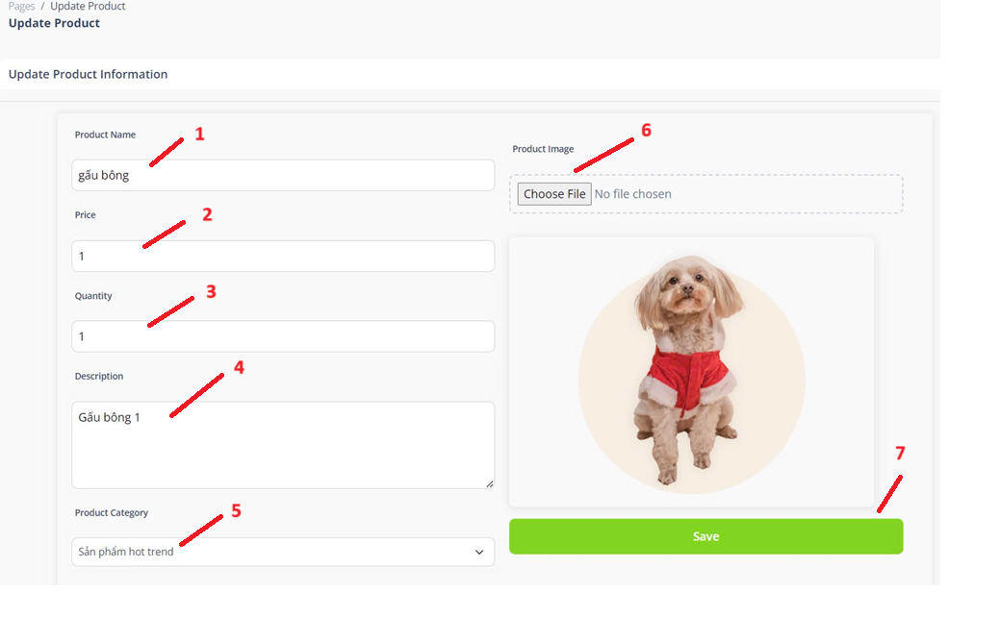 Pages / Update Product
Update Product
Update Product Information
Product Name
1
gấu bông
Price
2
1
Quantity
3
1
Description
4
Gấu bông 1
Product Category
5
Sản phẩm hot trend
Product Image
6
Choose File No file chosen
7
Save